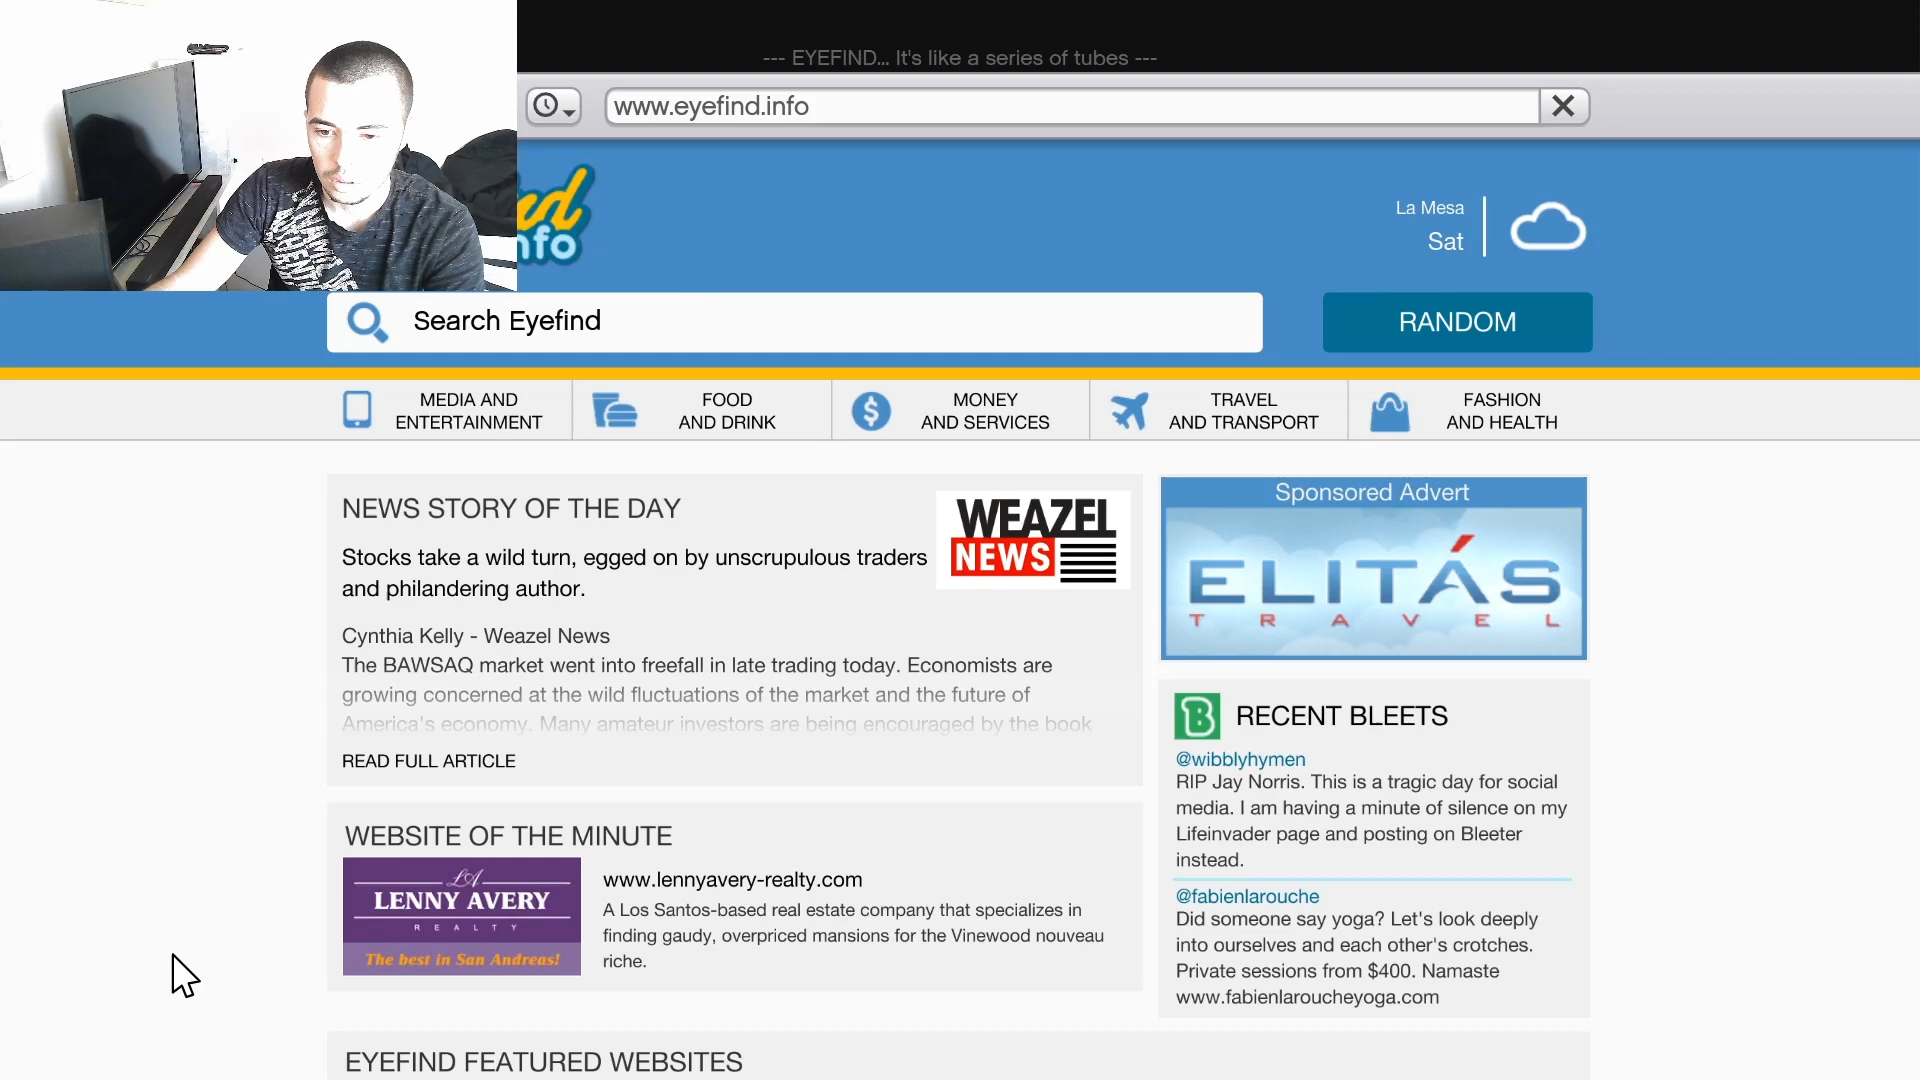 --- EYEFIND... It's like a series of tubes ---
www.eyefind.info
nd
nfo
La Mesa
Sat
Search Eyefind
RANDOM
MEDIA AND
ENTERTAINMENT
FOOD
AND DRINK
MONEY
AND SERVICES
TRAVEL
AND TRANSPORT
FASHION
AND HEALTH
NEWS STORY OF THE DAY
WEAZEL
NEWS
Stocks take a wild turn, egged on by unscrupulous traders
and philandering author.
Cynthia Kelly - Weazel News
The BAWSAQ market went into freefall in late trading today. Economists are
growing concerned at the wild fluctuations of the market and the future of
America's economy. Many amateur investors are being encouraged by the book
READ FULL ARTICLE
Sponsored Advert
ELITÁS
TRAVEL
B
RECENT BLEETS
@wibblyhymen
RIP Jay Norris. This is a tragic day for social
media. I am having a minute of silence on my
Lifeinvader page and posting on Bleeter
instead.
@fabienlarouche
Did someone say yoga? Let's look deeply
into ourselves and each other's crotches.
Private sessions from $400. Namaste
www.fabienlaroucheyoga.com
WEBSITE OF THE MINUTE
LA
LENNY AVERY
REALTY
The best in San Andreas!
www.lennyavery-realty.com
A Los Santos-based real estate company that specializes in
finding gaudy, overpriced mansions for the Vinewood nouveau
riche.
EYEFIND FEATURED WEBSITES